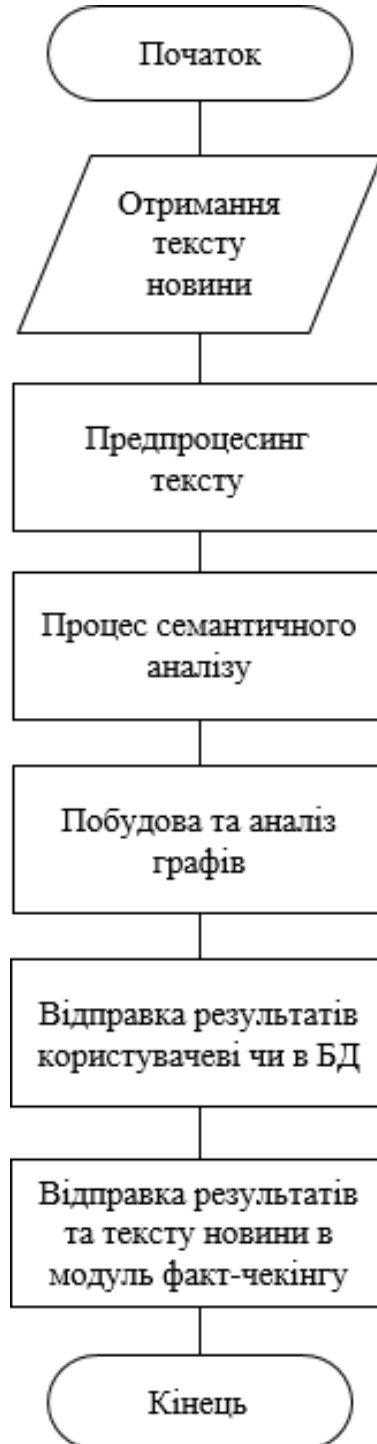 Початок
Отримання
тексту
новини
Предпроцесинг
тексту
Процес семантичного
аналізу
Побудова та аналіз
графів
Відправка результатів
користувачеві чи в БД
Відправка результатів
та тексту новини в
модуль факт-чекінгу
Кінець